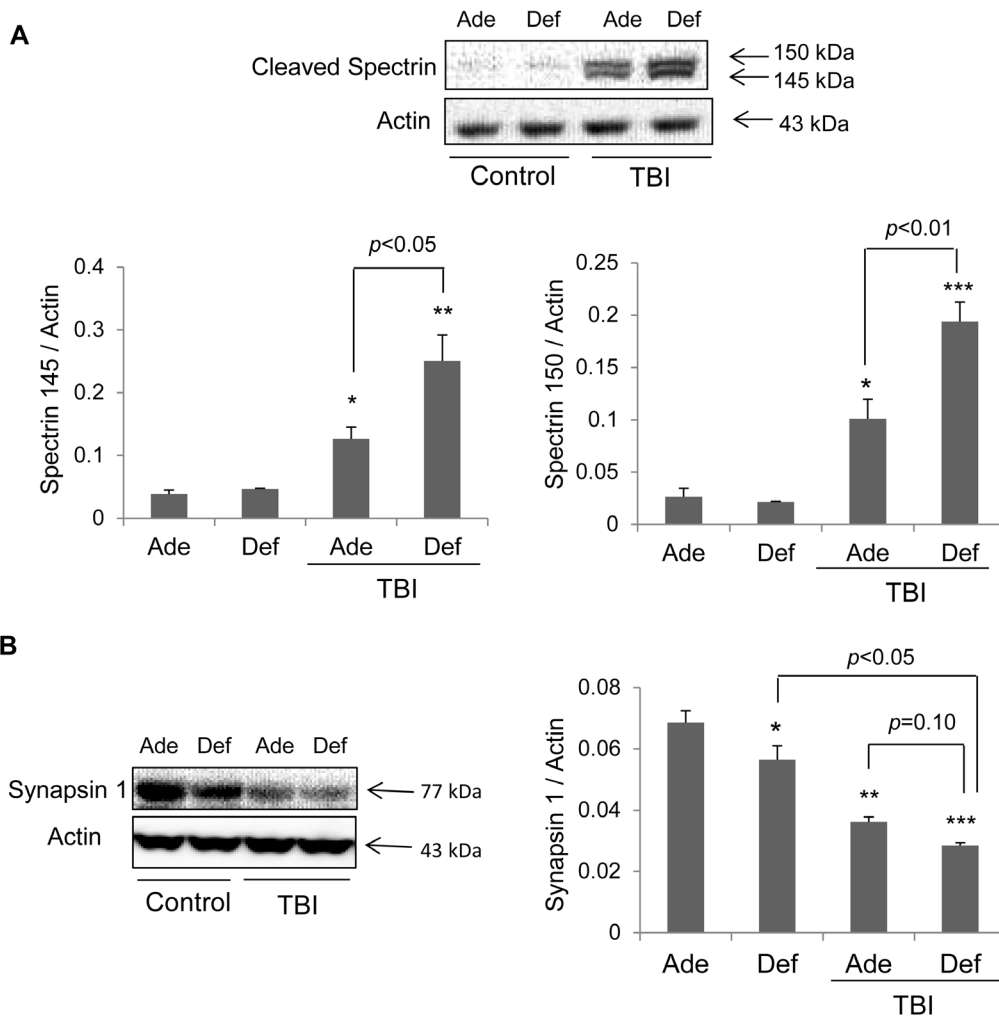 A
Ade Def Ade Def
Cleaved Spectrin
150 kDa
145 kDa
Actin
43 kDa
Control TBI
p<0.05
0.4
0.3
0.2
0.1
0
Spectrin 145 / Actin
*
**
Ade Def Ade Def
TBI
p<0.01
0.25
0.2
0.15
0.1
0.05
0
Spectrin 150 / Actin
*
***
Ade Def Ade Def
TBI
B
Ade Def Ade Def
Synapsin 1
77 kDa
Actin
43 kDa
Control TBI
p<0.05
p=0.10
0.08
0.06
0.04
0.02
0
Synapsin 1 / Actin
*
**
***
Ade Def Ade Def
TBI